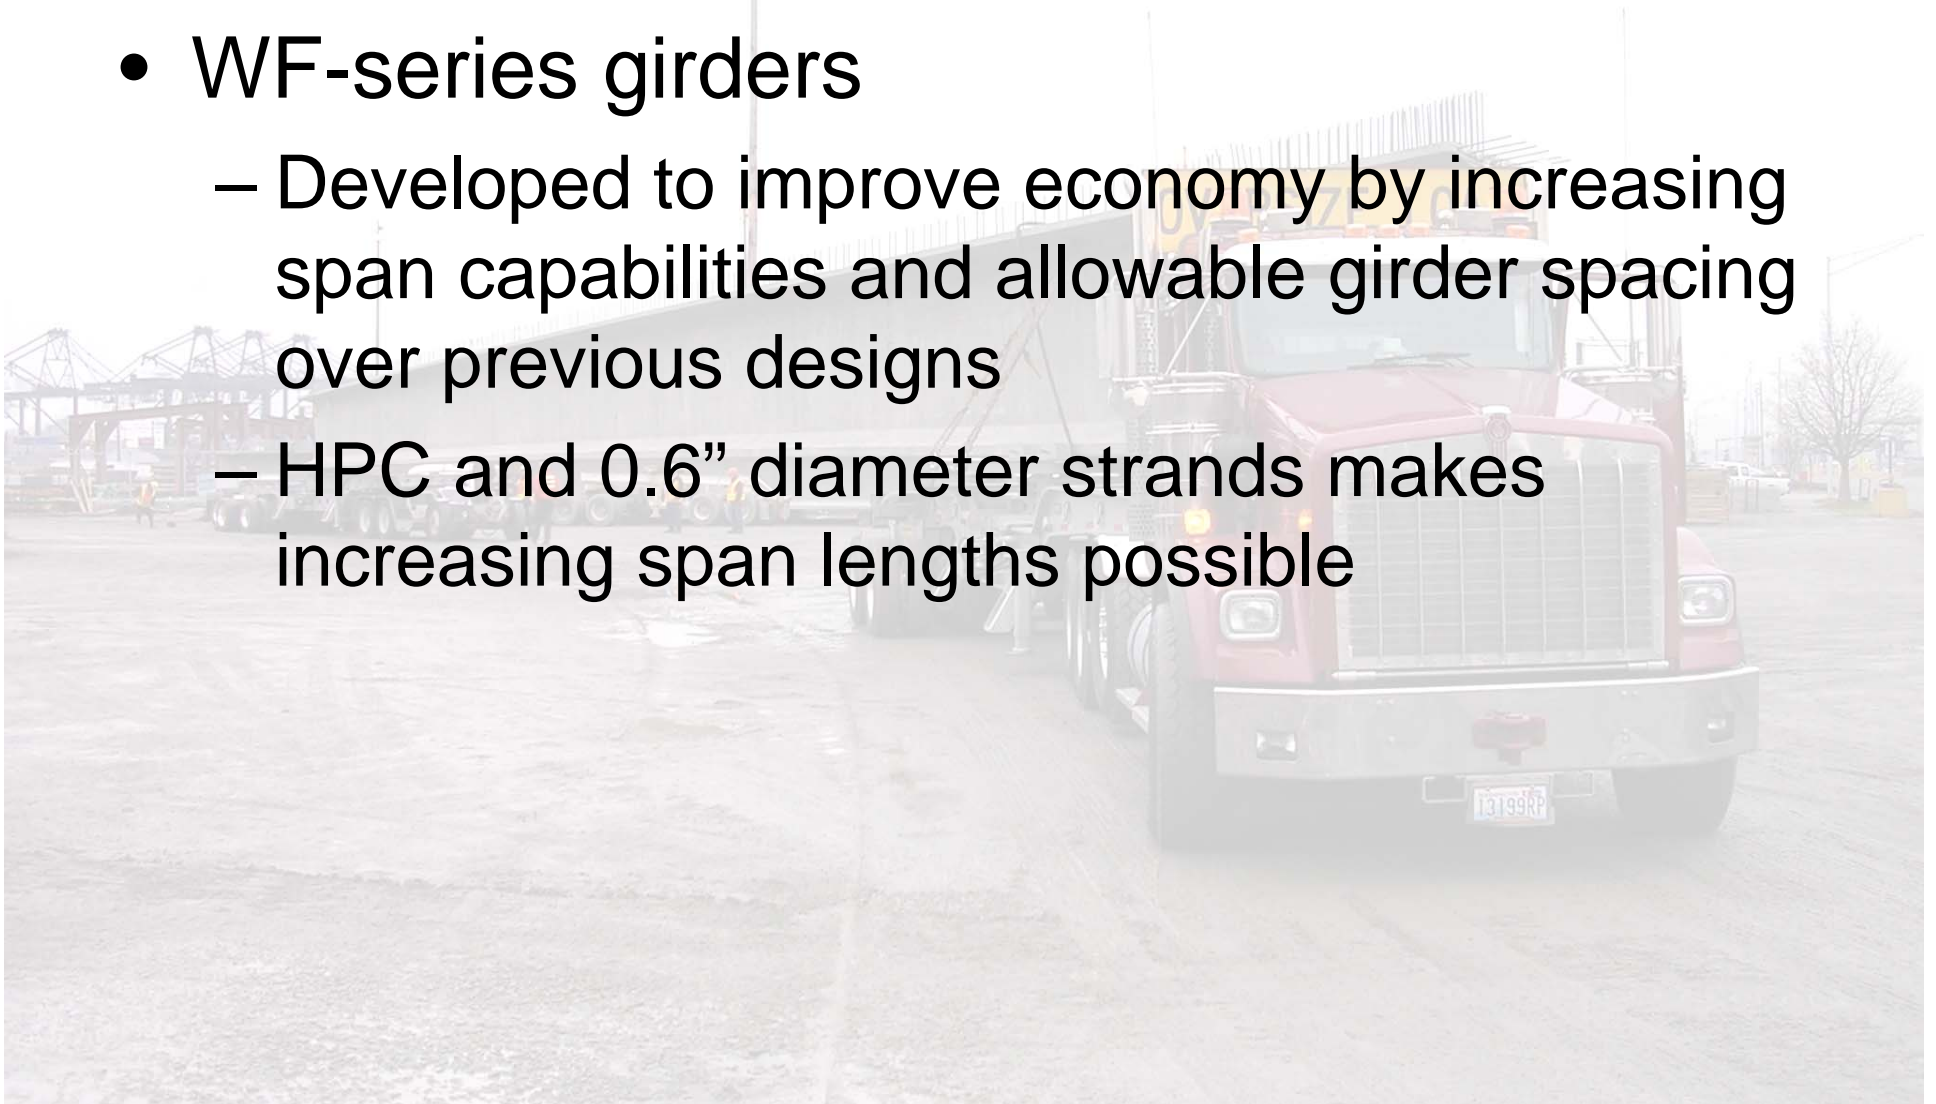 • WF-series girders
– Developed to improve economy by increasing
span capabilities and allowable girder spacing
over previous designs
– HPC and 0.6” diameter strands makes
increasing span lengths possible
13199RP